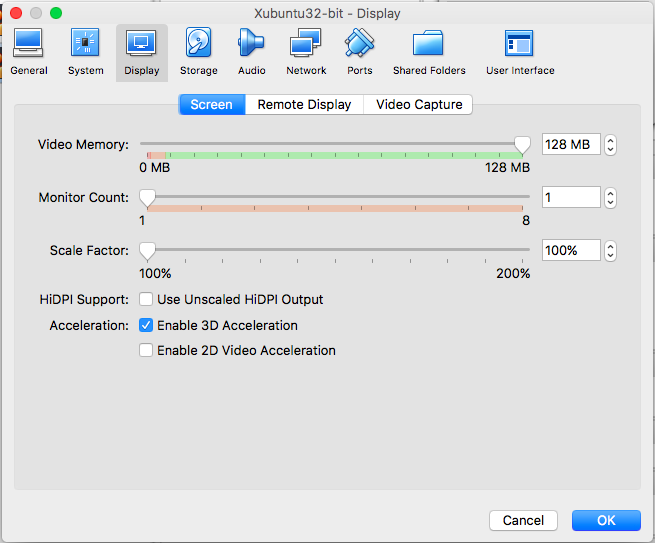 Xubuntu32-bit - Display
General System Display Storage Audio Network Ports Shared Folders User Interface
Screen Remote Display Video Capture
Video Memory: 128 MB
0 MB 128 MB
Monitor Count: 1
1 8
Scale Factor: 100%
100% 200%
HiDPI Support: Use Unscaled HiDPI Output
Acceleration: Enable 3D Acceleration
Enable 2D Video Acceleration
Cancel OK